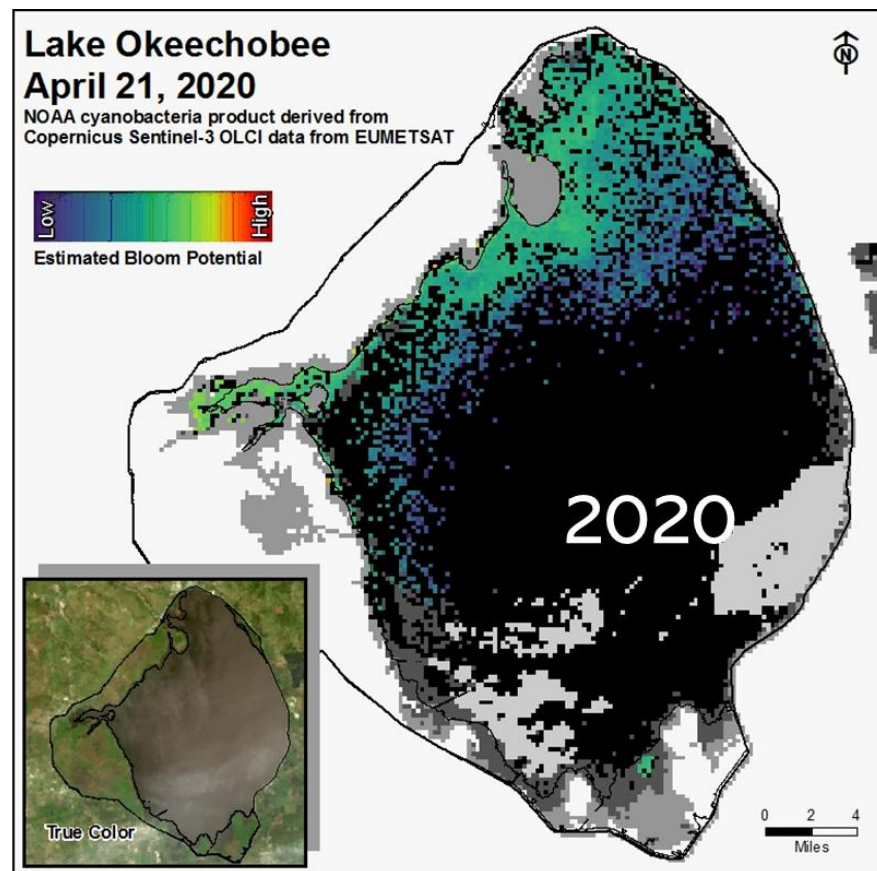 Lake Okeechobee
April 21, 2020
NOAA cyanobacteria product derived from
Copernicus Sentinel-3 OLCI data from EUMETSAT
N
Low
High
Estimated Bloom Potential
2020
True Color
0 2 4
Miles